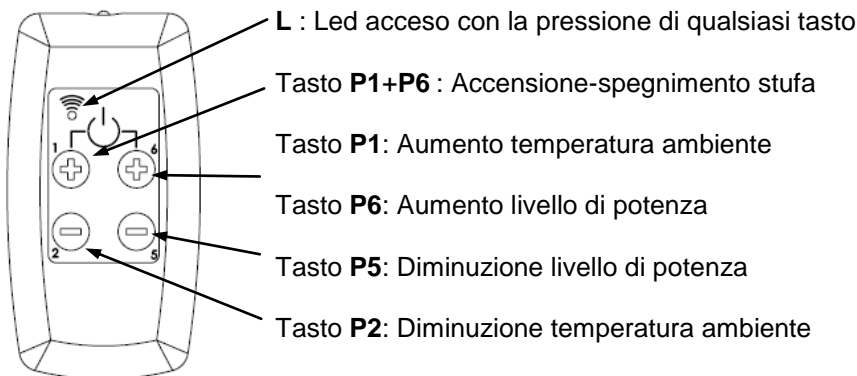 L : Led acceso con la pressione di qualsiasi tasto
Tasto P1+P6 : Accensione-spegnimento stufa
Tasto P1: Aumento temperatura ambiente
Tasto P6: Aumento livello di potenza
Tasto P5: Diminuzione livello di potenza
Tasto P2: Diminuzione temperatura ambiente
1 6
2 5